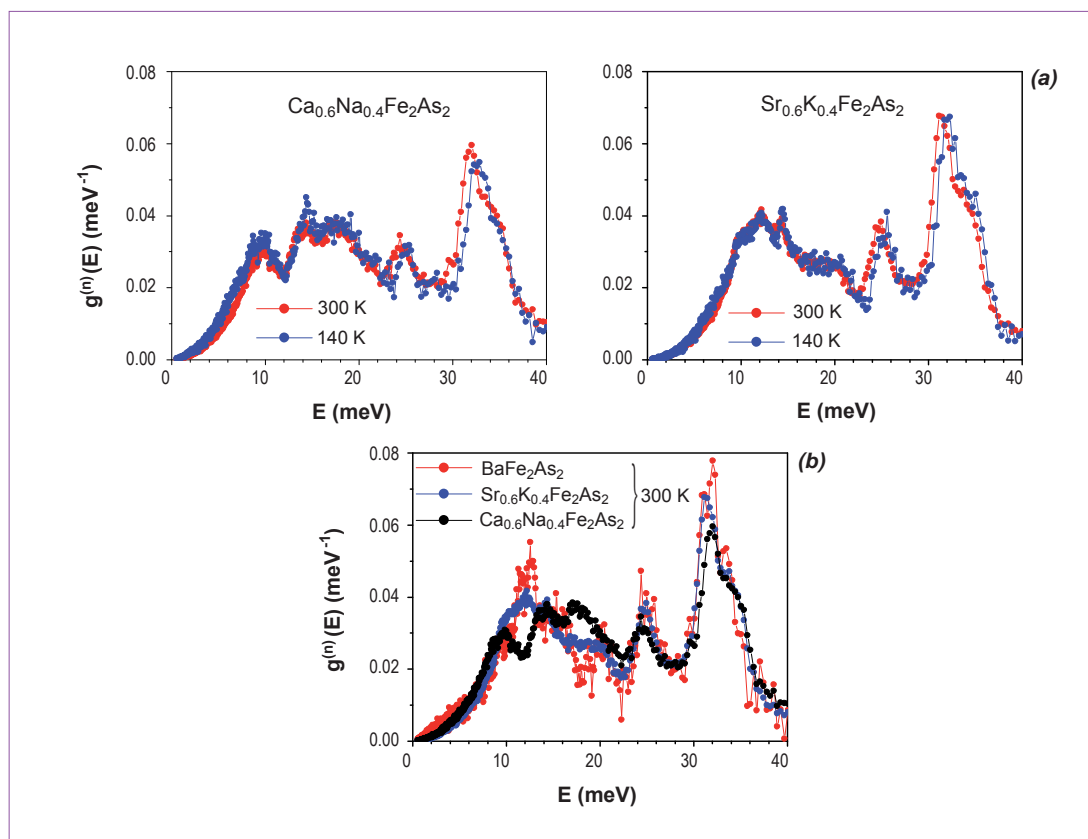 (a)
g⁽ⁿ⁾(E) (meV⁻¹)
0.08
0.06
0.04
0.02
0.00
Ca₀.₆Na₀.₄Fe₂As₂
300 K
140 K
0 10 20 30 40
E (meV)
g⁽ⁿ⁾(E) (meV⁻¹)
0.08
0.06
0.04
0.02
0.00
Sr₀.₆K₀.₄Fe₂As₂
300 K
140 K
0 10 20 30 40
E (meV)
(b)
g⁽ⁿ⁾(E) (meV⁻¹)
0.08
0.06
0.04
0.02
0.00
BaFe₂As₂
Sr₀.₆K₀.₄Fe₂As₂
Ca₀.₆Na₀.₄Fe₂As₂
300 K
0 10 20 30 40
E (meV)